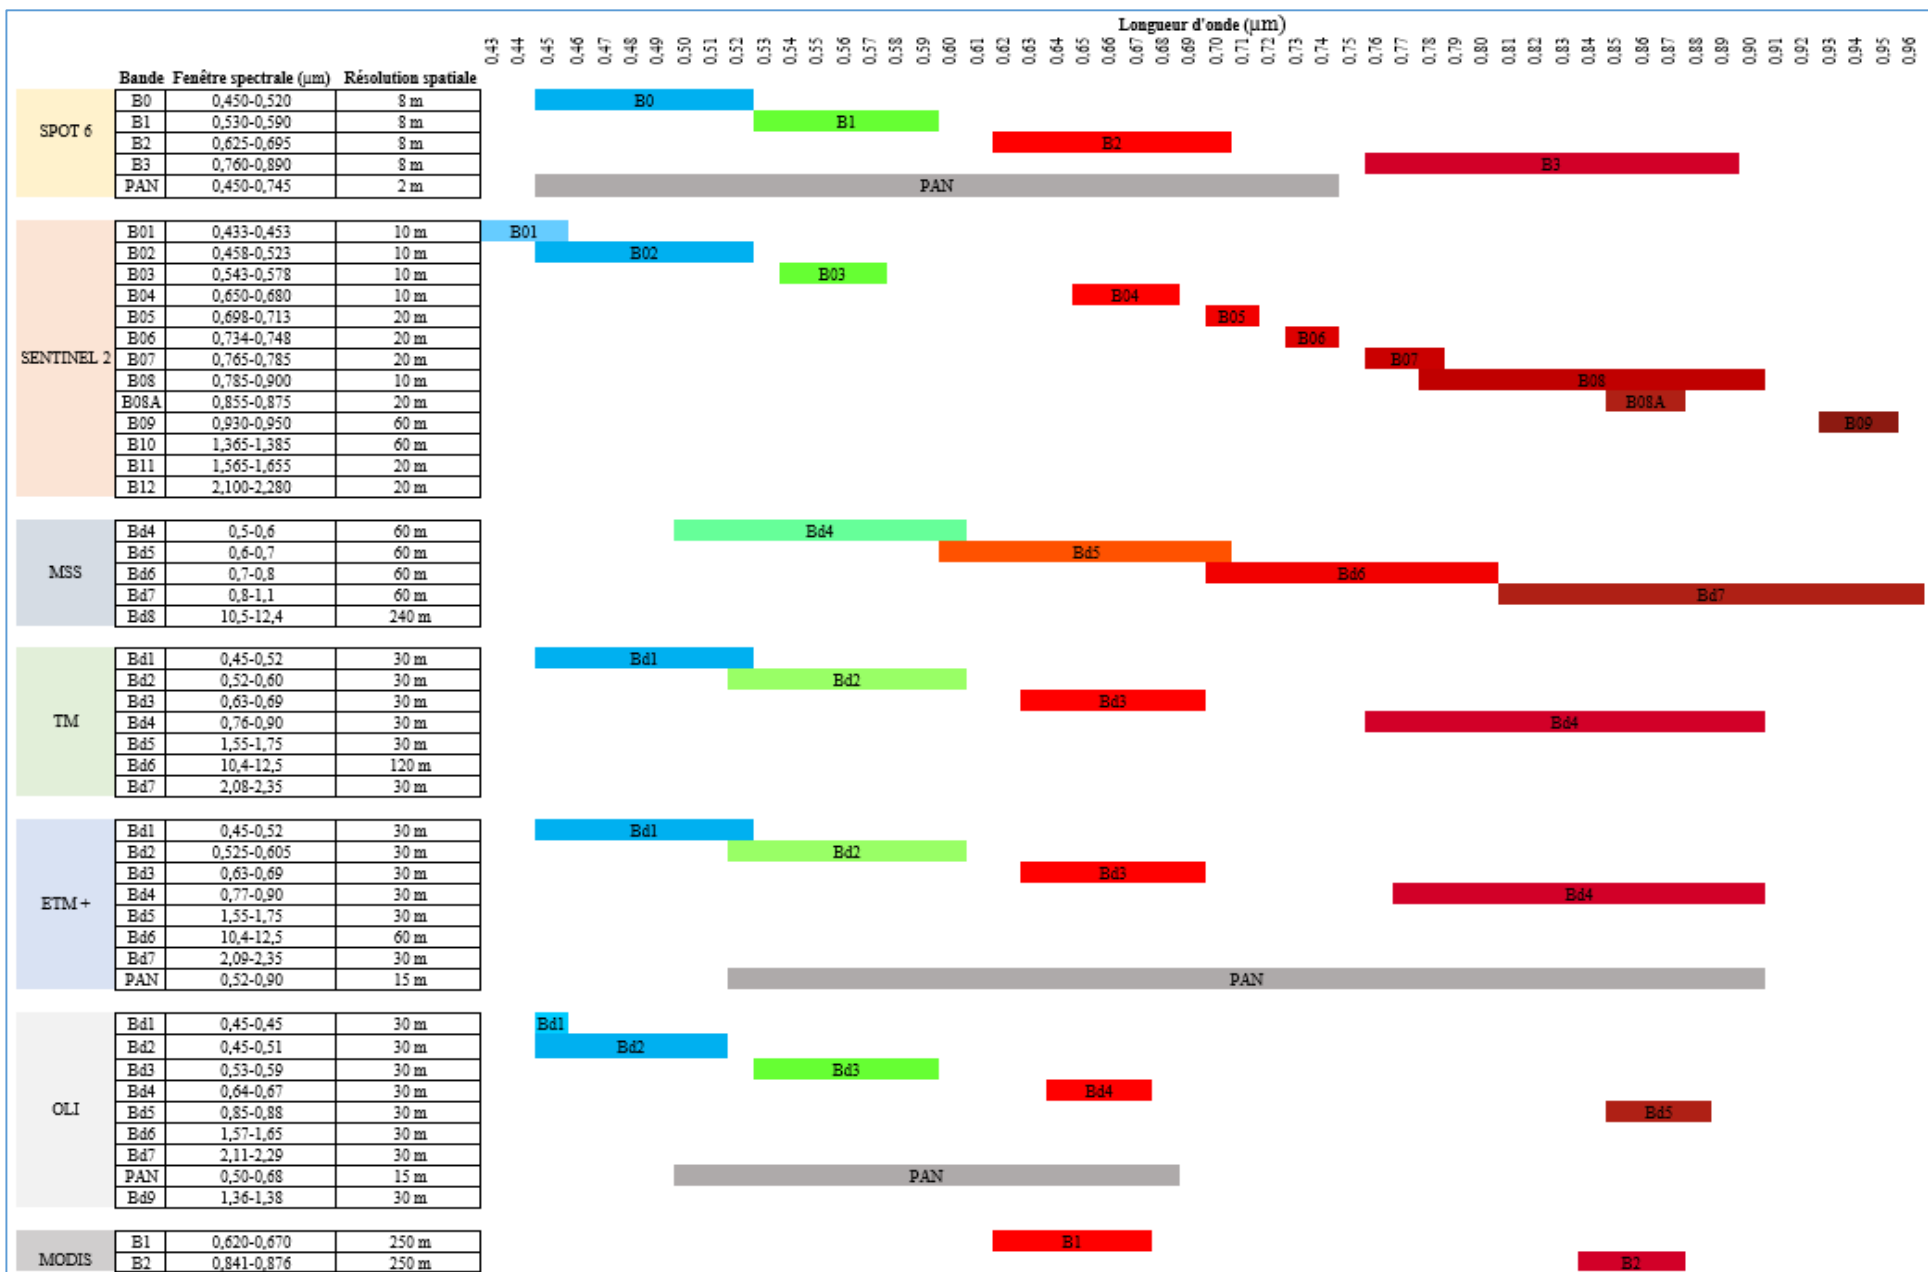 Longueur d'onde (µm)
0,43 0,44 0,45 0,46 0,47 0,48 0,49 0,50 0,51 0,52 0,53 0,54 0,55 0,56 0,57 0,58 0,59 0,60 0,61 0,62 0,63 0,64 0,65 0,66 0,67 0,68 0,69 0,70 0,71 0,72 0,73 0,74 0,75 0,76 0,77 0,78 0,79 0,80 0,81 0,82 0,83 0,84 0,85 0,86 0,87 0,88 0,89 0,90 0,91 0,92 0,93 0,94 0,95 0,96
Bande Fenêtre spectrale (µm) Résolution spatiale
SPOT 6
B0 0,450-0,520 8 m B0
B1 0,530-0,590 8 m B1
B2 0,625-0,695 8 m B2
B3 0,760-0,890 8 m B3
PAN 0,450-0,745 2 m PAN
SENTINEL 2
B01 0,433-0,453 10 m B01
B02 0,458-0,523 10 m B02
B03 0,543-0,578 10 m B03
B04 0,650-0,680 10 m B04
B05 0,698-0,713 20 m B05
B06 0,734-0,748 20 m B06
B07 0,765-0,785 20 m B07
B08 0,785-0,900 10 m B08
B08A 0,855-0,875 20 m B08A
B09 0,930-0,950 60 m B09
B10 1,365-1,385 60 m
B11 1,565-1,655 20 m
B12 2,100-2,280 20 m
MSS
Bd4 0,5-0,6 60 m Bd4
Bd5 0,6-0,7 60 m Bd5
Bd6 0,7-0,8 60 m Bd6
Bd7 0,8-1,1 60 m Bd7
Bd8 10,5-12,4 240 m
TM
Bd1 0,45-0,52 30 m Bd1
Bd2 0,52-0,60 30 m Bd2
Bd3 0,63-0,69 30 m Bd3
Bd4 0,76-0,90 30 m Bd4
Bd5 1,55-1,75 30 m
Bd6 10,4-12,5 120 m
Bd7 2,08-2,35 30 m
ETM +
Bd1 0,45-0,52 30 m Bd1
Bd2 0,525-0,605 30 m Bd2
Bd3 0,63-0,69 30 m Bd3
Bd4 0,77-0,90 30 m Bd4
Bd5 1,55-1,75 30 m
Bd6 10,4-12,5 60 m
Bd7 2,09-2,35 30 m
PAN 0,52-0,90 15 m PAN
OLI
Bd1 0,45-0,45 30 m Bd1
Bd2 0,45-0,51 30 m Bd2
Bd3 0,53-0,59 30 m Bd3
Bd4 0,64-0,67 30 m Bd4
Bd5 0,85-0,88 30 m Bd5
Bd6 1,57-1,65 30 m
Bd7 2,11-2,29 30 m
PAN 0,50-0,68 15 m PAN
Bd9 1,36-1,38 30 m
MODIS
B1 0,620-0,670 250 m B1
B2 0,841-0,876 250 m B2